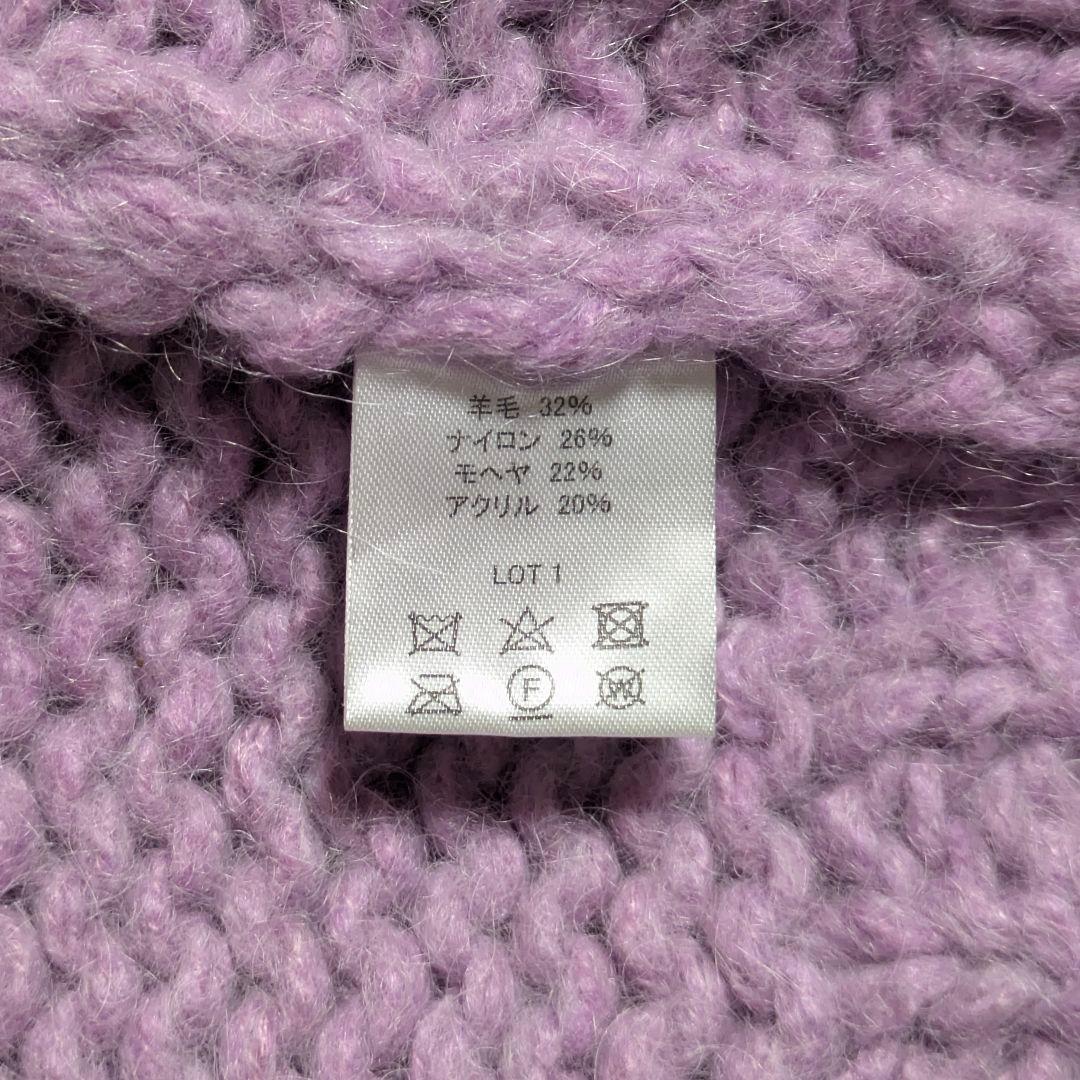 羊毛 32%
ナイロン 26%
モヘヤ 22%
アクリル 20%
LOT 1
F
W